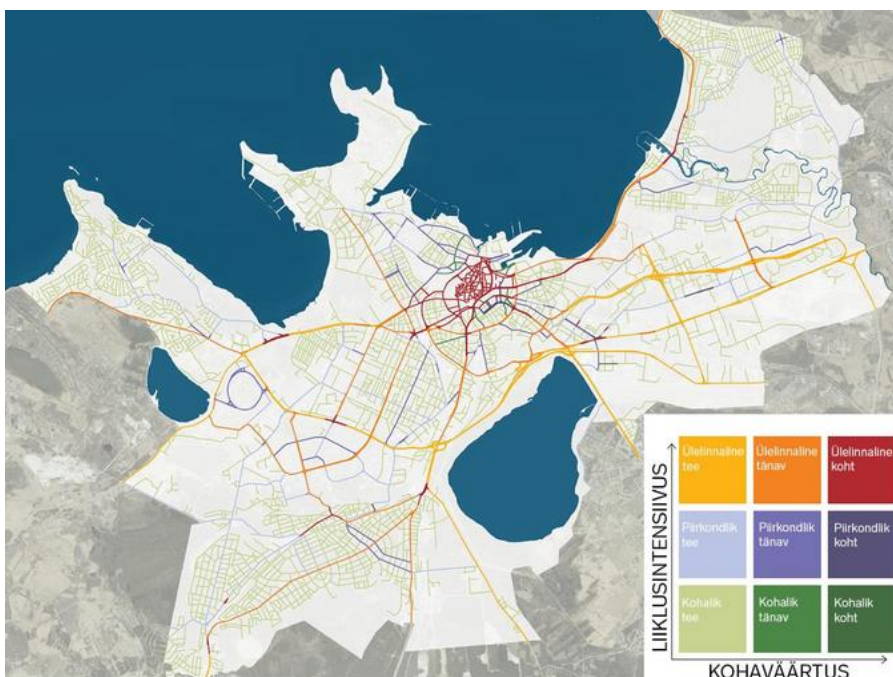 LIIKLUSINTENSIIVUS
Ülelinnaline
tee
Ülelinnaline
tänav
Ülelinnaline
koht
Piirkondlik
tee
Piirkondlik
tänav
Piirkondlik
koht
Kohalik
tee
Kohalik
tänav
Kohalik
koht
KOHAVÄÄRTUS